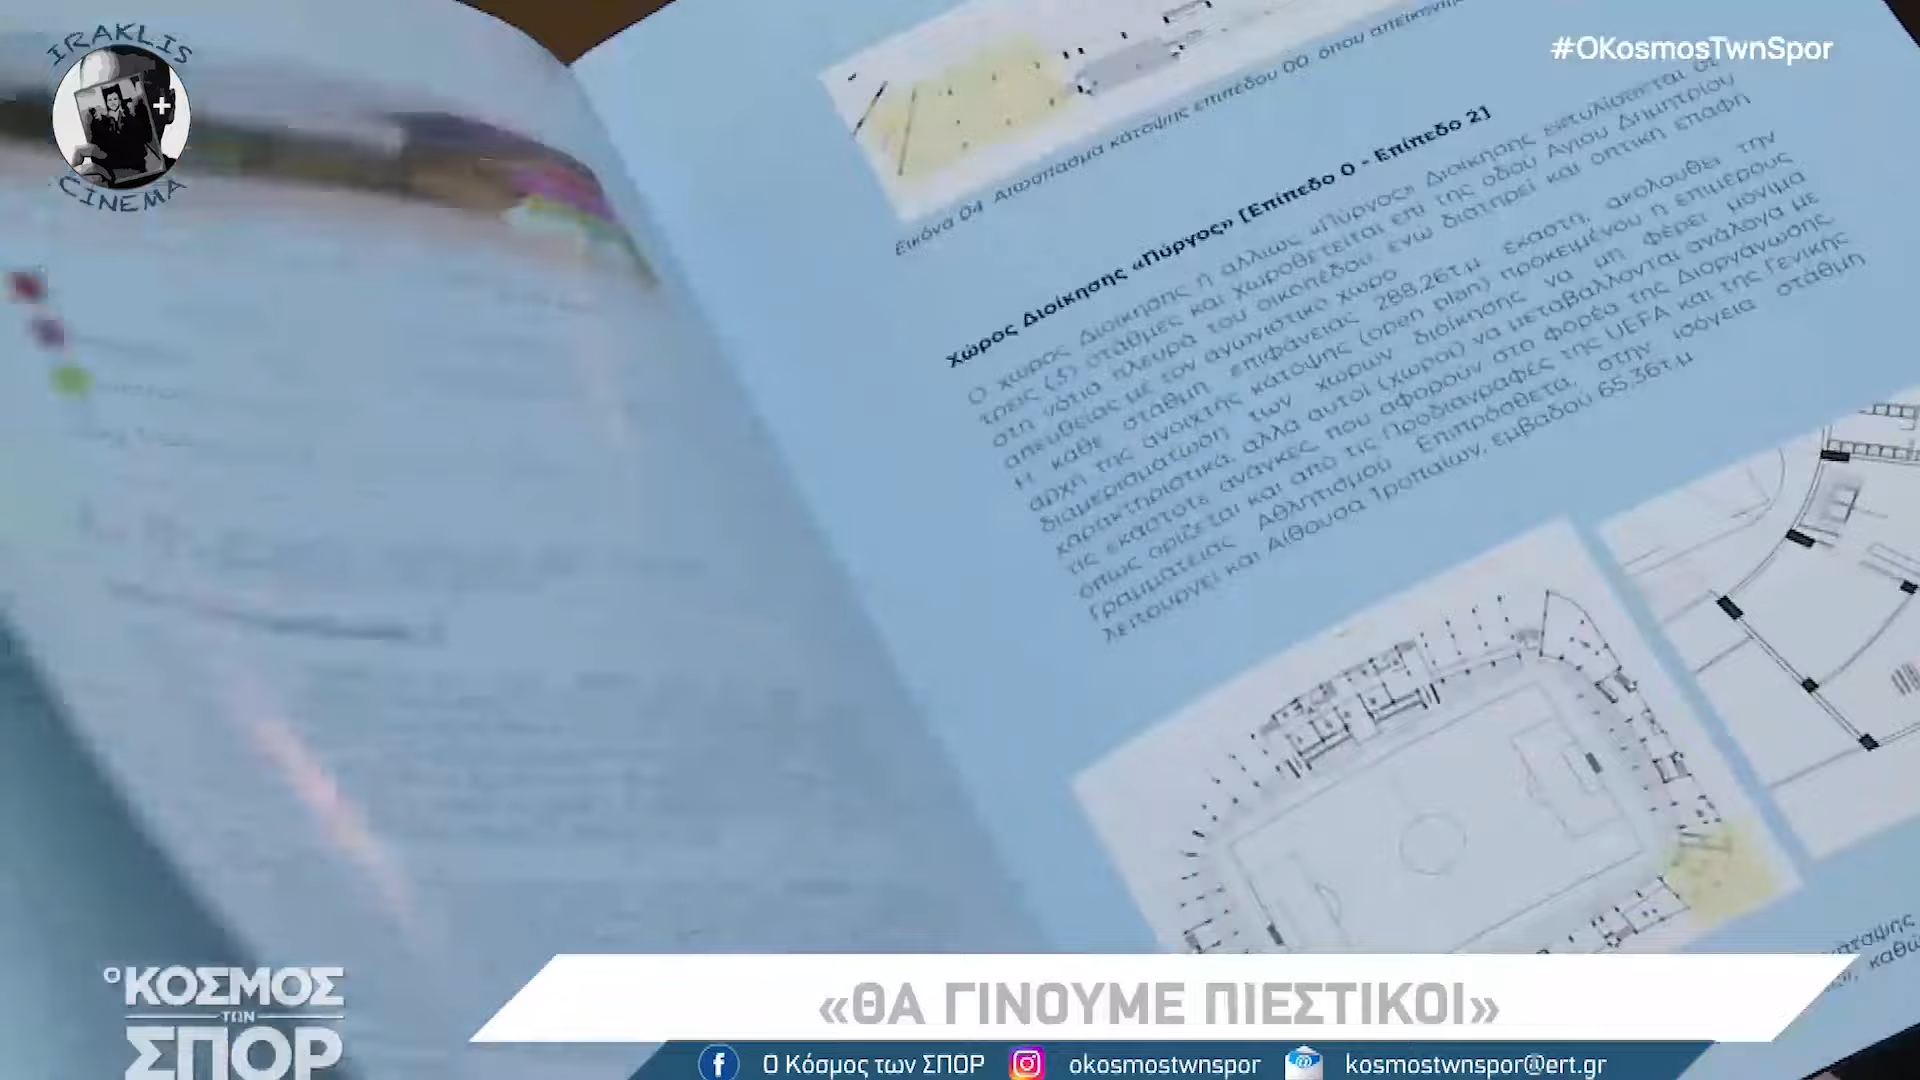 IRAKLIS
CINEMA
#OKosmosTwnSpor
Εικόνα 04 Απόσπασμα κάτοψης επιπέδου 00 όπου απεικονίζ
Χώρος Διοίκησης «Πύργος» [Επίπεδο 0 - Επίπεδο 2]
Ο χώρος Διοίκησης ή αλλιώς «Πύργος» Διοίκησης εκτυλίσσεται σε
τρεις (3) στάθμες και χωροθετείται επί της οδού Αγίου Δημητρίου
στη νότια πλευρά του οικοπέδου, ενώ διατηρεί και οπτική επαφή
απευθείας με τον αγωνιστικό χώρο
Η κάθε στάθμη, επιφάνειας 288,26τ.μ έκαστη, ακολουθεί την
αρχή της ανοιχτής κάτοψης (open plan) προκειμένου η επιμέρους
διαμερισμάτωση των χώρων διοίκησης να μη φέρει μόνιμα
χαρακτηριστικά, αλλά αυτοί (χώροι) να μεταβάλλονται ανάλογα με
τις εκάστοτε ανάγκες που αφορούν στο φορέα της Διοργάνωσης
όπως ορίζεται και από τις Προδιαγραφές της UEFA και της Γενικής
Γραμματείας Αθλητισμού Επιπρόσθετα, στην ισόγεια στάθμη
λειτουργεί και Αίθουσα Τροπαίων, εμβαδού 65.36τ.μ
Ο ΚΟΣΜΟΣ
ΤΩΝ
ΣΠΟΡ
«ΘΑ ΓΙΝΟΥΜΕ ΠΙΕΣΤΙΚΟΙ»
Ο Κόσμος των ΣΠΟΡ okosmostwnspor kosmostwnspor@ert.gr